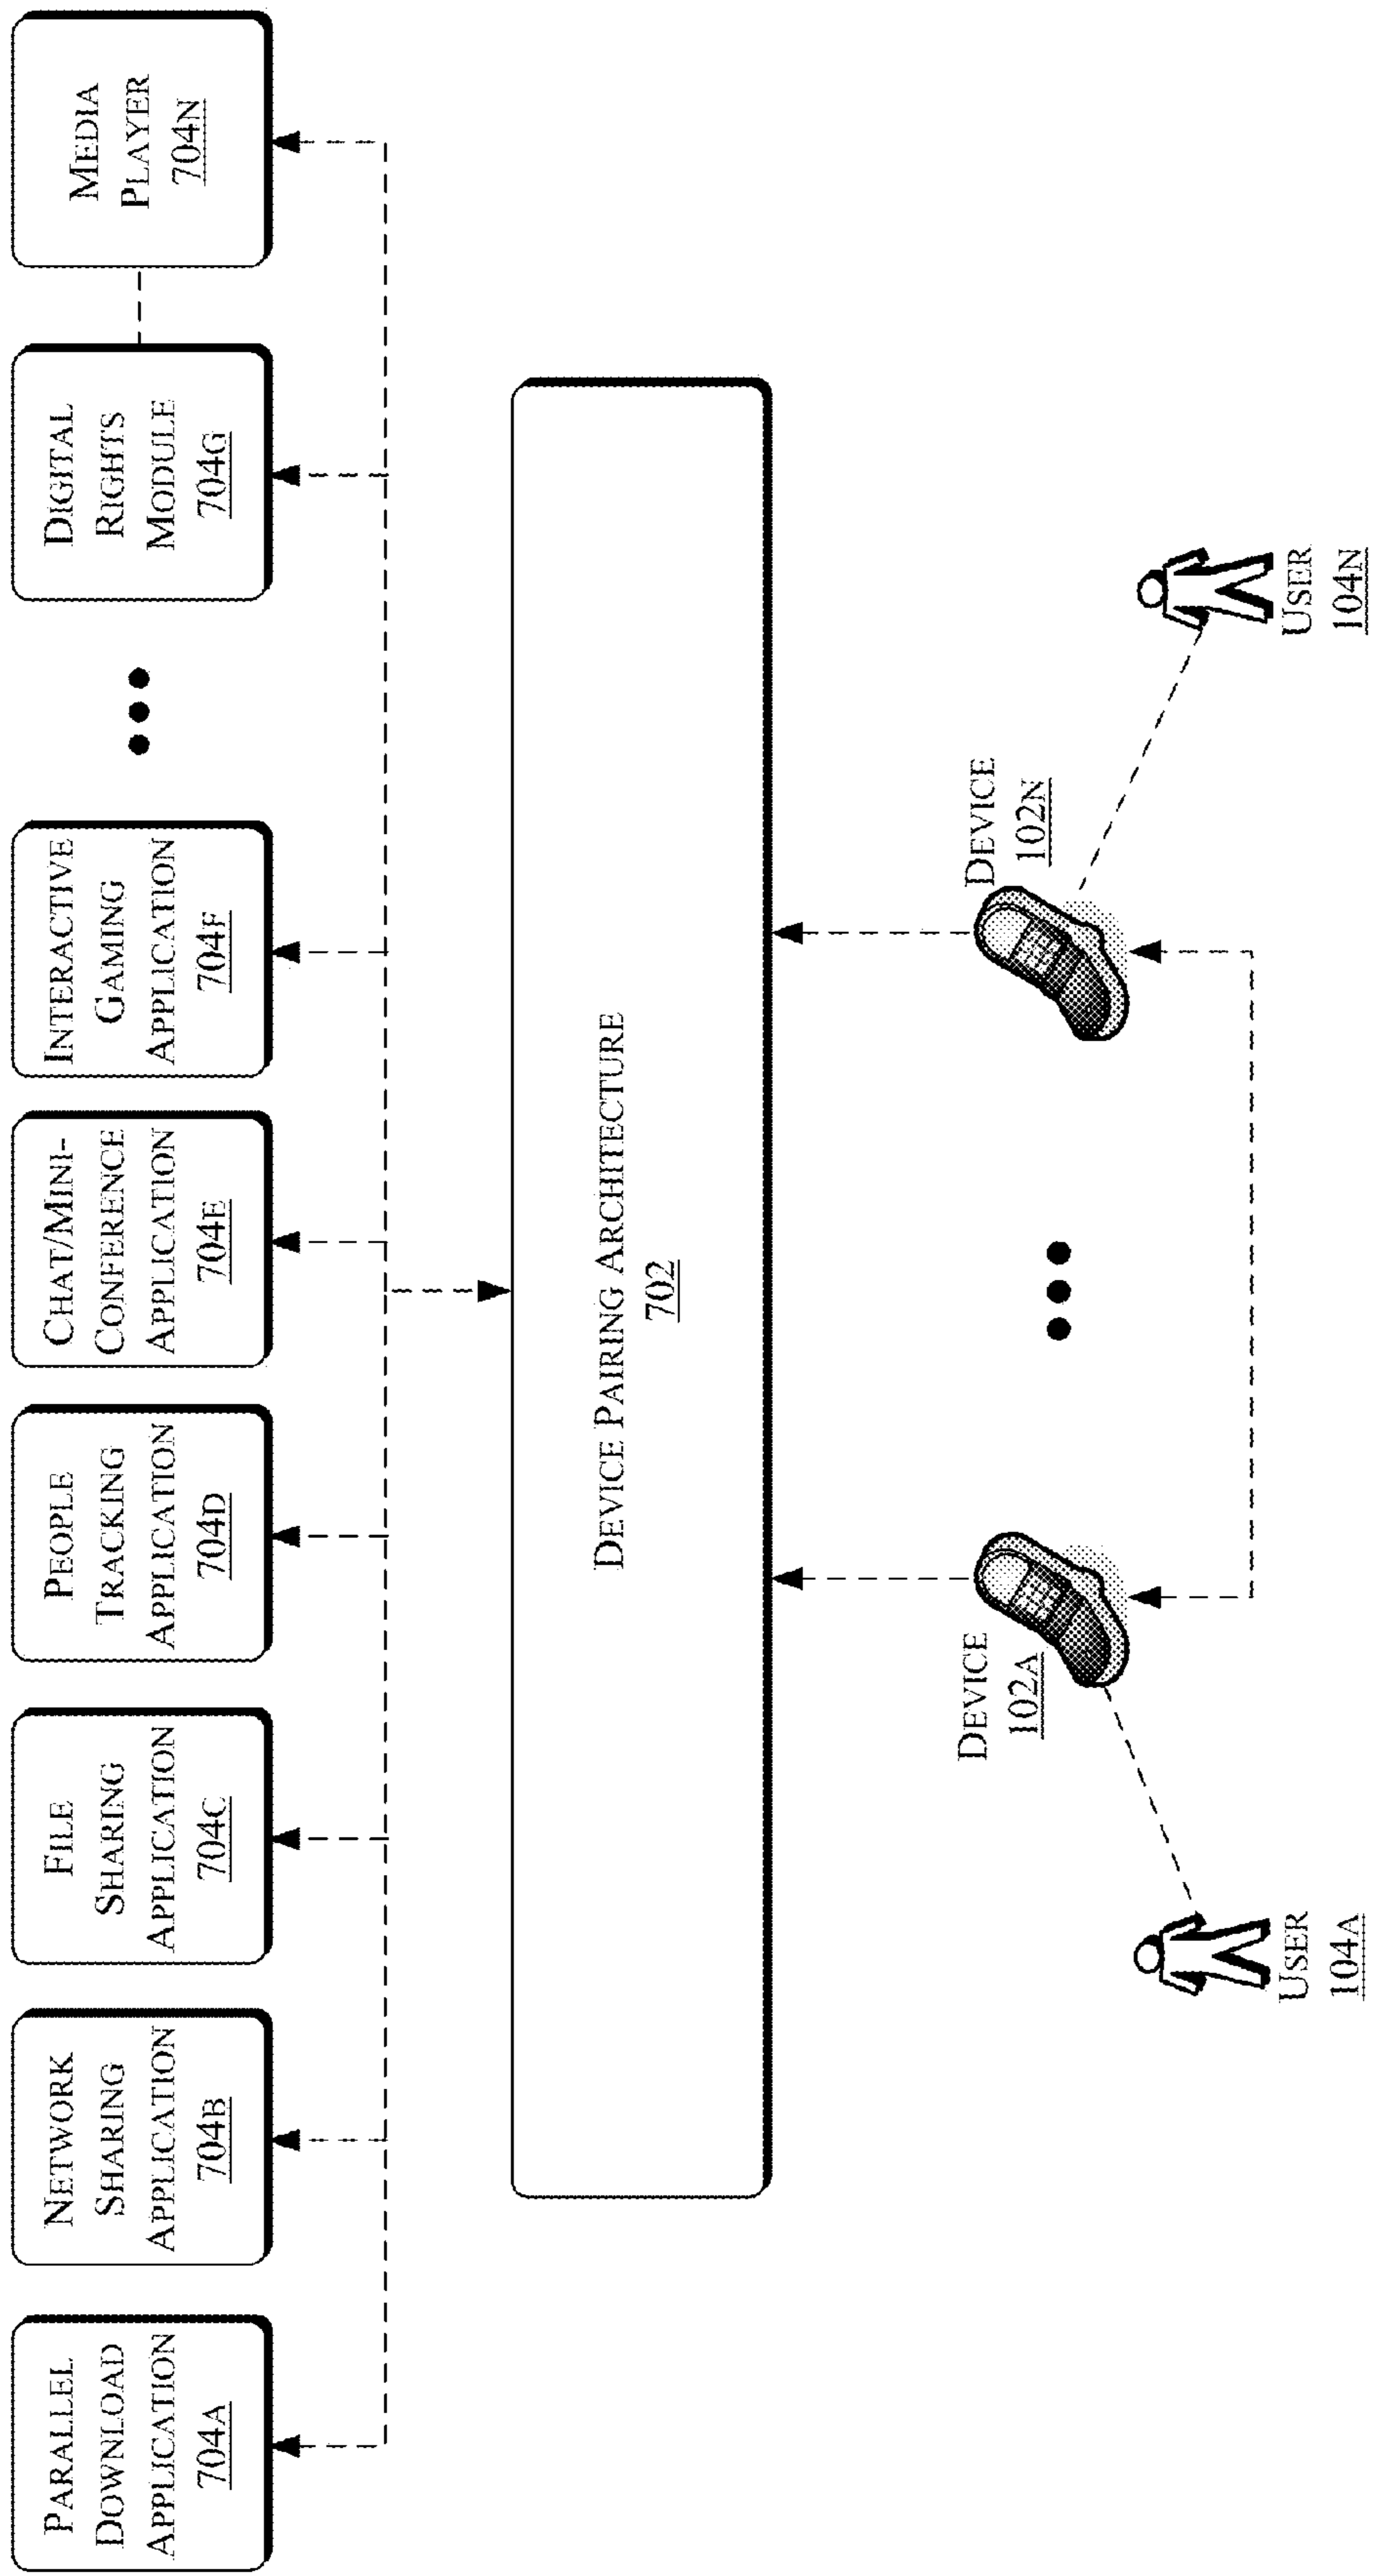 PARALLEL
DOWNLOAD
APPLICATION
704A
NETWORK
SHARING
APPLICATION
704B
FILE
SHARING
APPLICATION
704C
PEOPLE
TRACKING
APPLICATION
704D
CHAT/MINI-
CONFERENCE
APPLICATION
704E
INTERACTIVE
GAMING
APPLICATION
704F
DIGITAL
RIGHTS
MODULE
704G
MEDIA
PLAYER
704N
DEVICE PAIRING ARCHITECTURE
702
DEVICE
102A
DEVICE
102N
USER
104A
USER
104N